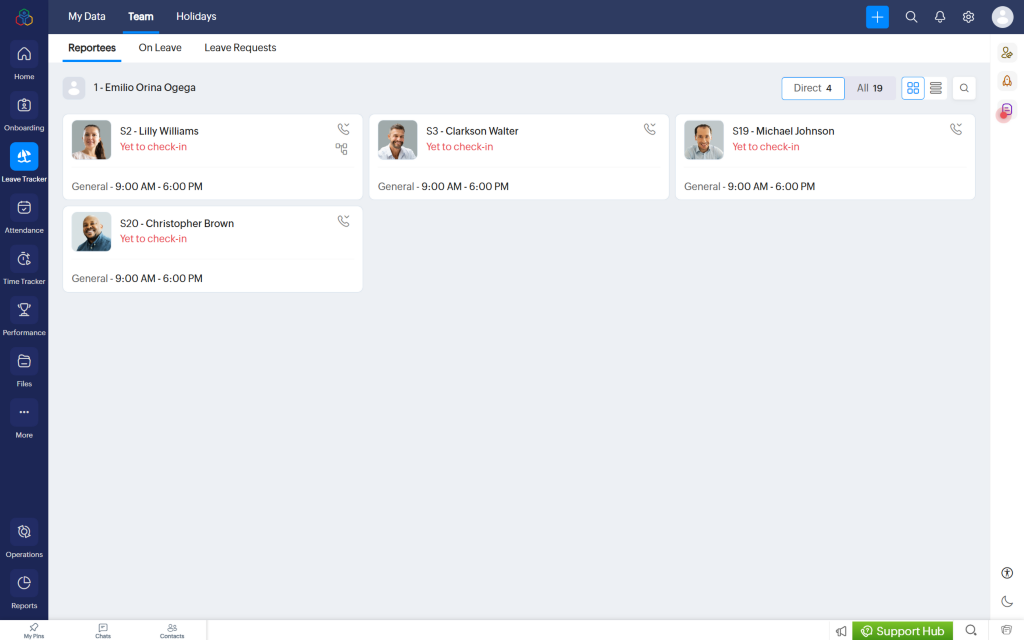 My Data Team Holidays
Reportees On Leave Leave Requests
1 - Emilio Orina Ogega
Direct 4 All 19
S2 - Lilly Williams
Yet to check-in
General - 9:00 AM - 6:00 PM
S3 - Clarkson Walter
Yet to check-in
General - 9:00 AM - 6:00 PM
S19 - Michael Johnson
Yet to check-in
General - 9:00 AM - 6:00 PM
S20 - Christopher Brown
Yet to check-in
General - 9:00 AM - 6:00 PM
Home
Onboarding
Leave Tracker
Attendance
Time Tracker
Performance
Files
More
Operations
Reports
My Pins Chats Contacts
Support Hub